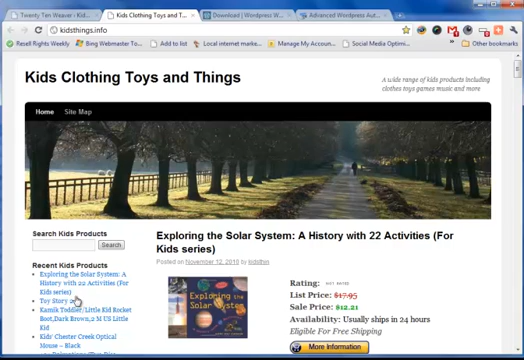 Twenty Ten Weaver - Kid
Kids Clothing Toys and T...
Download | Wordpress W
Advanced Wordpress Aut
kidsthings.info
Resell Rights Weekly
Bing Webmaster To...
Add to list
Local internet marke...
Manage My Accoun...
Social Media Optimi...
Other bookmarks
Kids Clothing Toys and Things
A wide range of kids products including
clothes toys games music and more
Home
Site Map
Search Kids Products
Search
Recent Kids Products
Exploring the Solar System: A
History with 22 Activities (For
Kids series)
Toy Story
Kamik Toddler/Little Kid Rocket
Boot,Dark Brown,2 M US Little
Kid
Kids' Chester Creek Optical
Mouse – Black
Exploring the Solar System: A History with 22 Activities (For
Kids series)
Posted on November 12, 2010 by kidsthin
Exploring
the Solar
System
Rating: NOT RATED
List Price: $17.95
Sale Price: $12.21
Availability: Usually ships in 24 hours
Eligible For Free Shipping
More Information